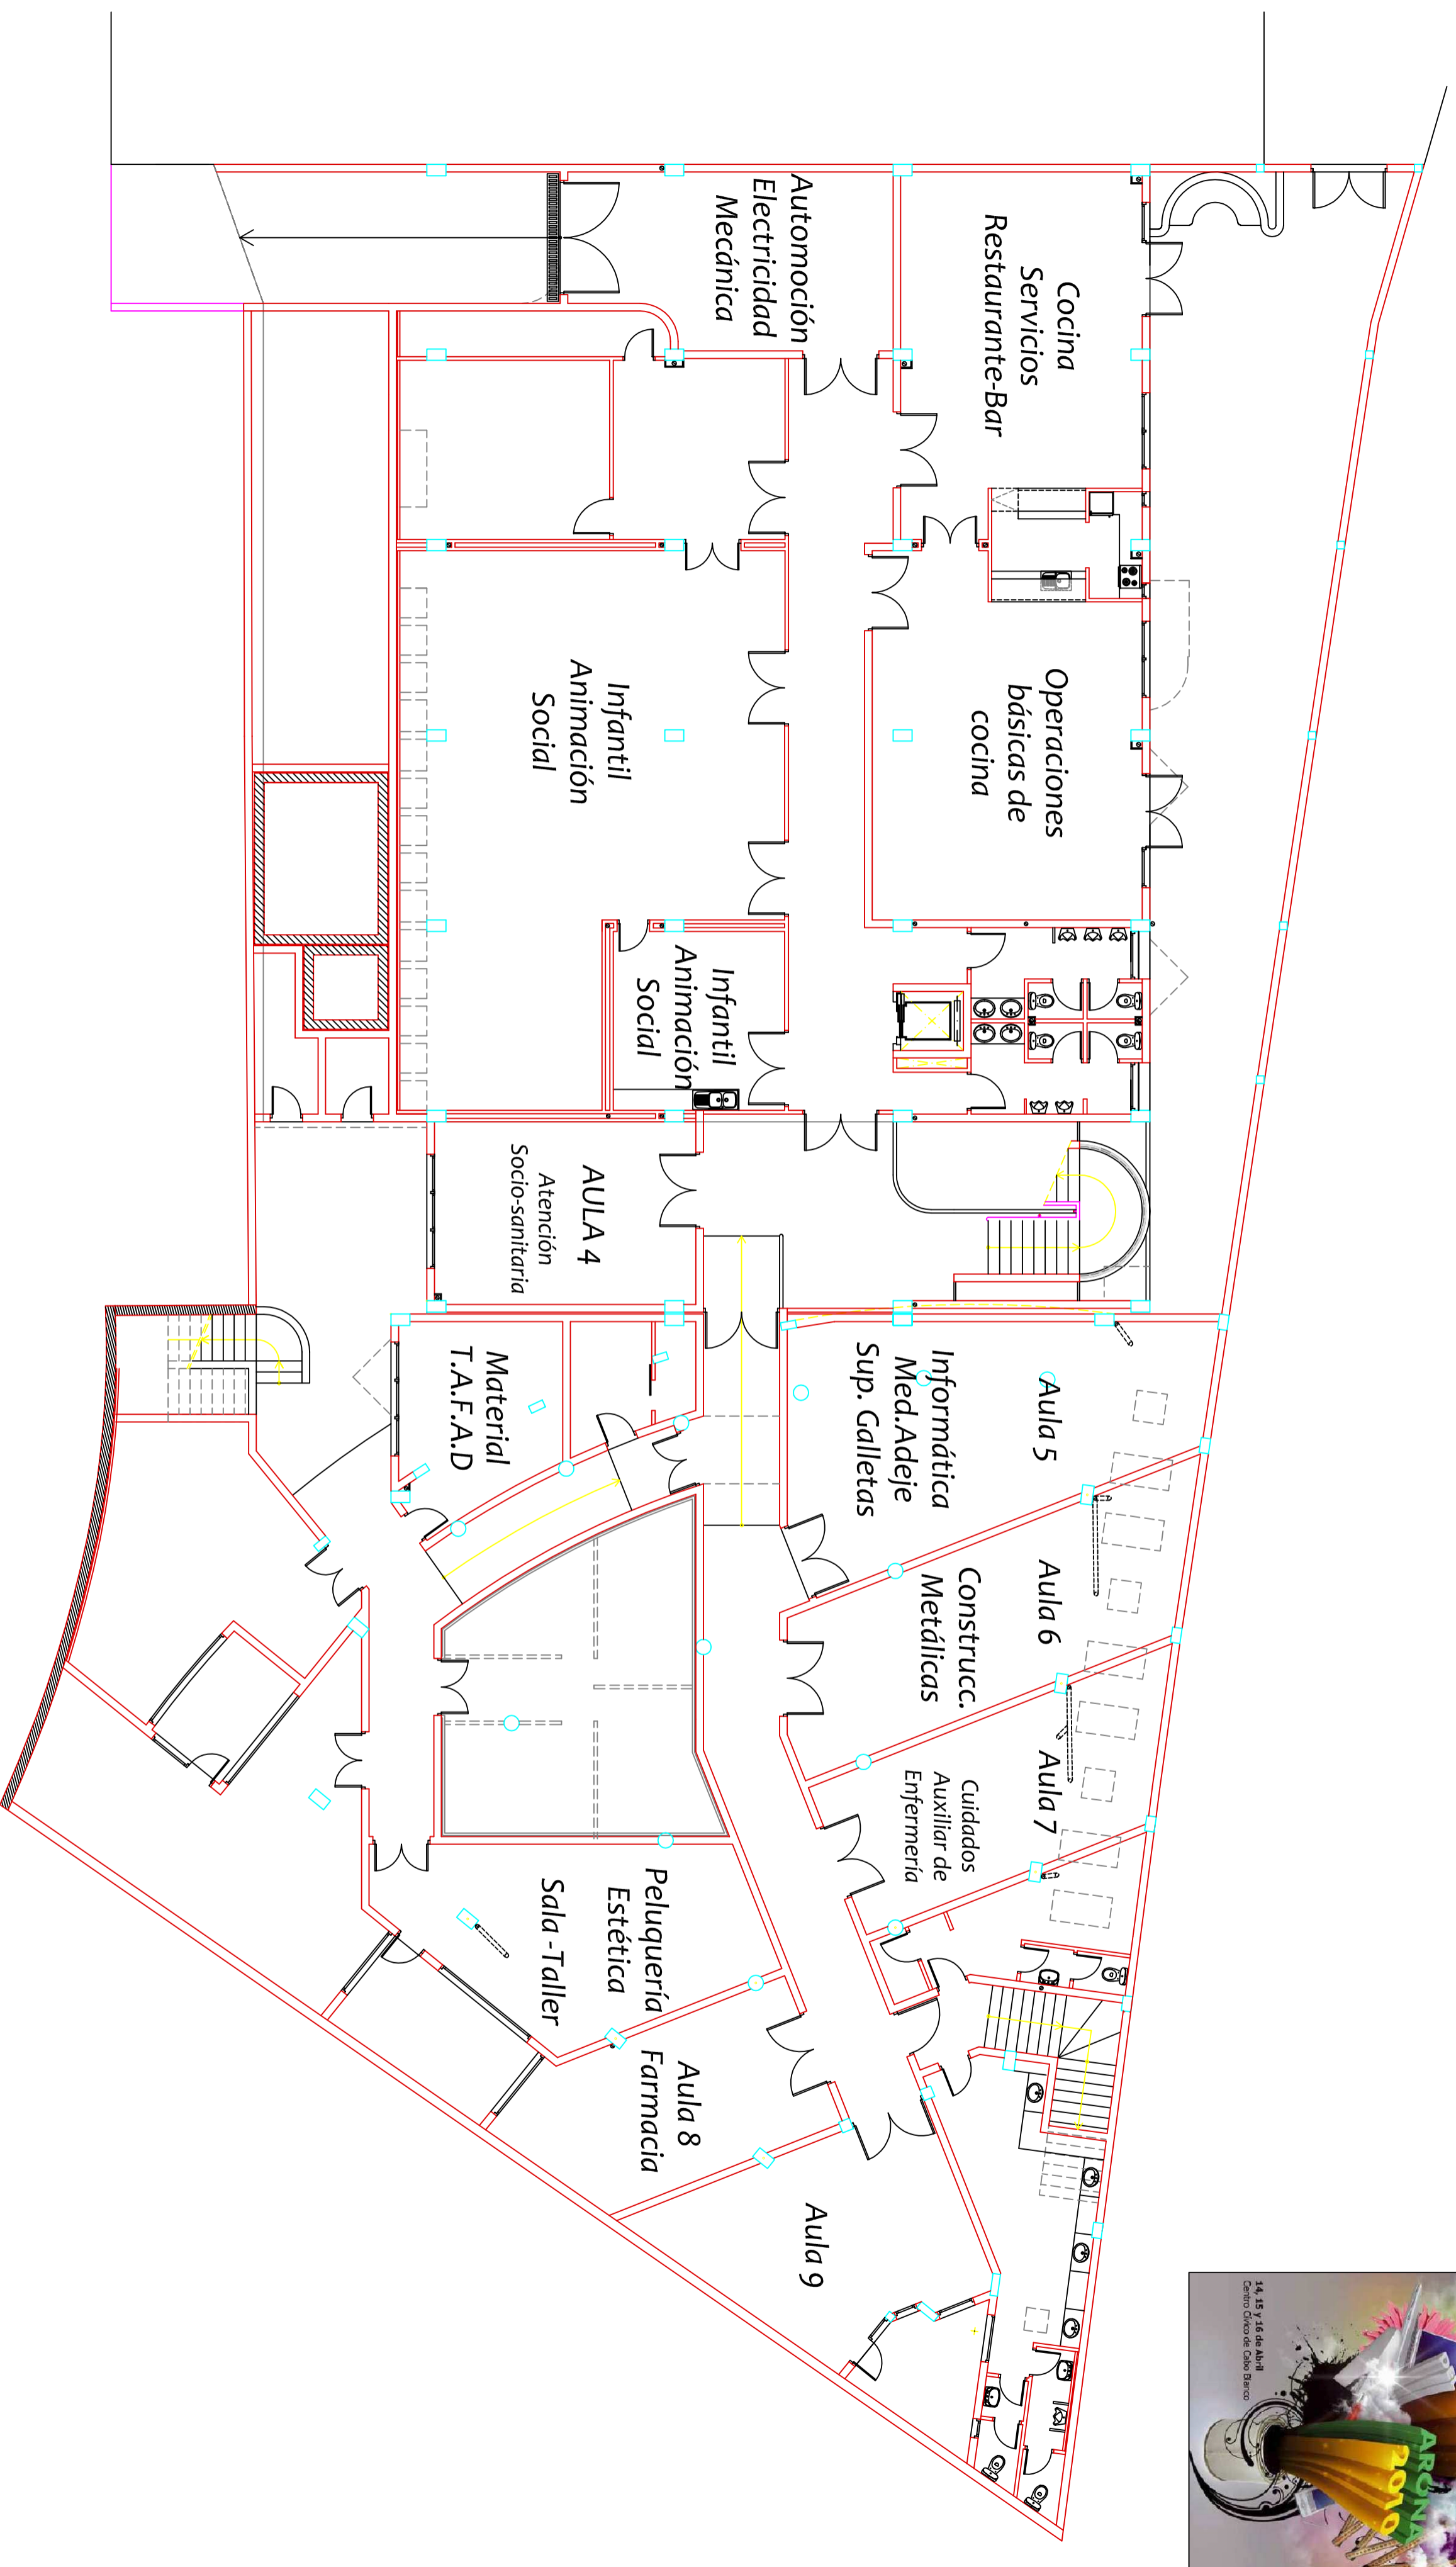 Cocina
Servicios
Restaurante-Bar
Automoción
Electricidad
Mecánica
Operaciones
básicas de
cocina
Infantil
Animación
Social
Infantil
Animación
Social
AULA 4
Atención
Socio-sanitaria
Aula 5
Informática
Med.Adeje
Sup. Galletas
Material
T.A.F.A.D
Aula 6
Construcc.
Metálicas
Aula 7
Cuidados
Auxiliar de
Enfermería
Peluquería
Estética
Sala -Taller
Aula 8
Farmacia
Aula 9
14, 15 y 16 de Abril
Centro Cívico de Cabo Blanco
ARONA
2010